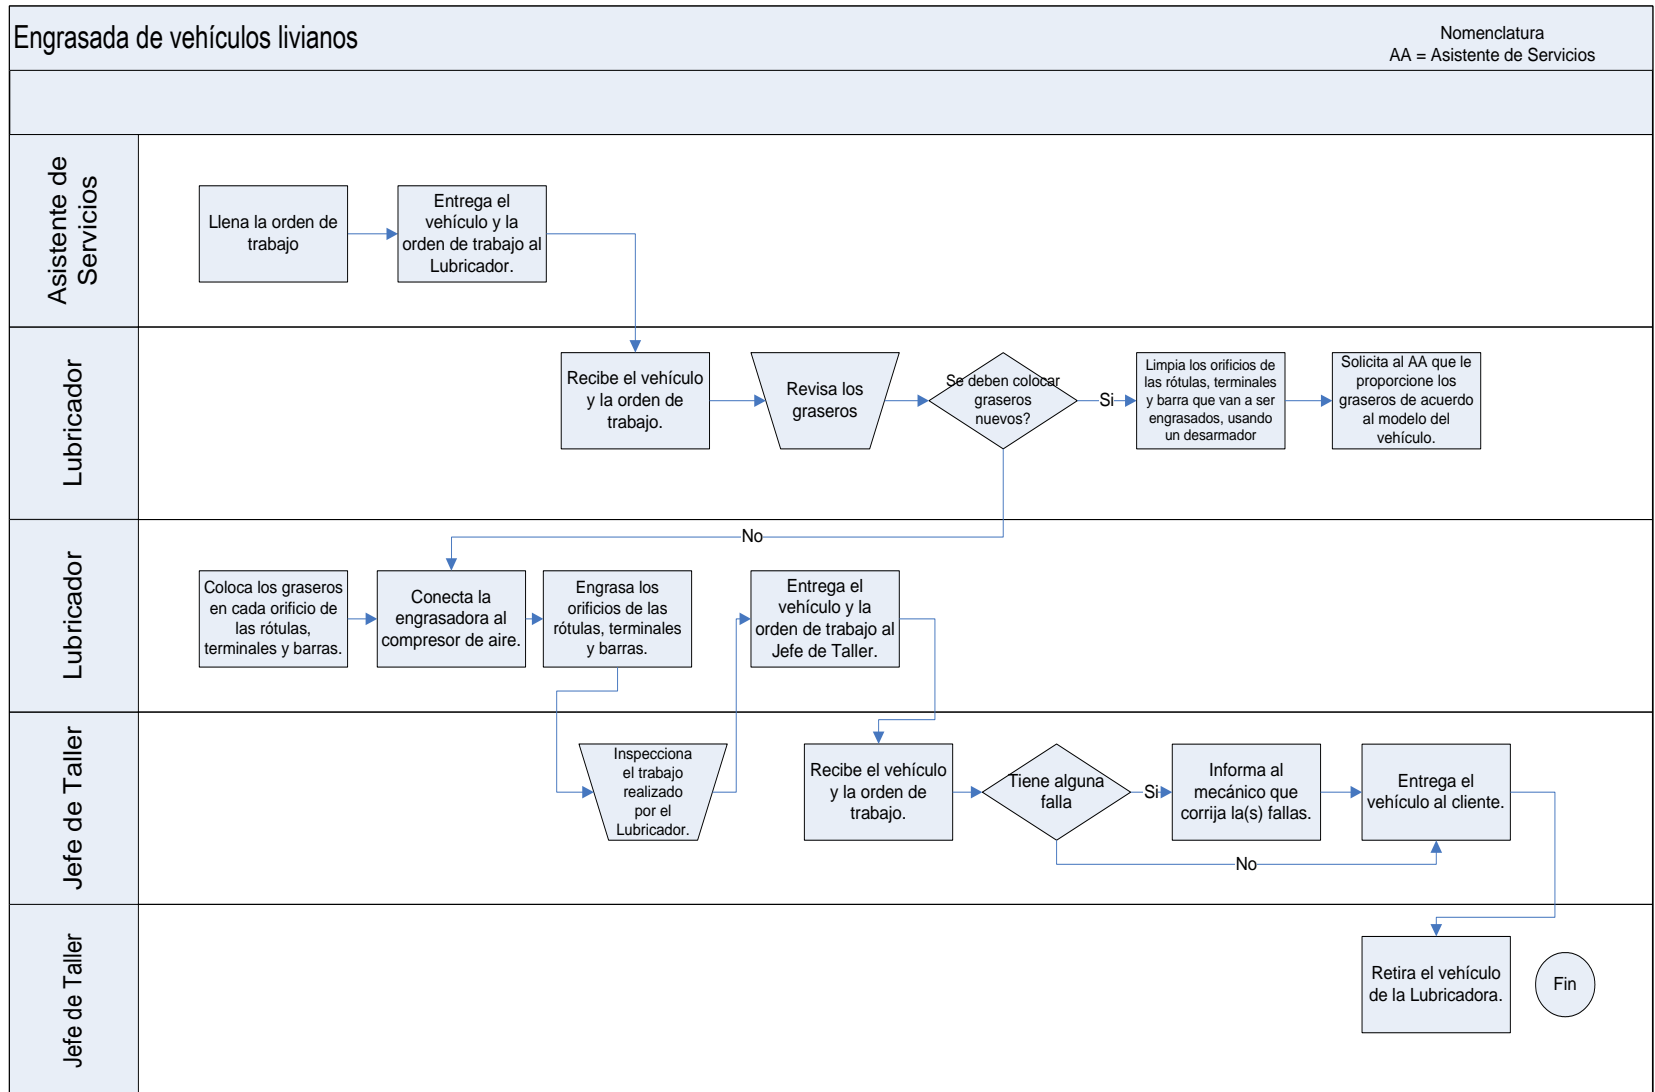 Engrasada de vehículos livianos
Nomenclatura
AA = Asistente de Servicios
Asistente de
Servicios
Llena la orden de
trabajo
Entrega el
vehículo y la
orden de trabajo al
Lubricador.
Lubricador
Recibe el vehículo
y la orden de
trabajo.
Revisa los
graseros
Se deben colocar
graseros
nuevos?
Si
Limpia los orificios de
las rótulas, terminales
y barra que van a ser
engrasados, usando
un desarmador
Solicita al AA que le
proporcione los
graseros de acuerdo
al modelo del
vehículo.
No
Lubricador
Coloca los graseros
en cada orificio de
las rótulas,
terminales y barras.
Conecta la
engrasadora al
compresor de aire.
Engrasa los
orificios de las
rótulas, terminales
y barras.
Entrega el
vehículo y la
orden de trabajo al
Jefe de Taller.
Jefe de Taller
Inspecciona
el trabajo
realizado
por el
Lubricador.
Recibe el vehículo
y la orden de
trabajo.
Tiene alguna
falla
Si
Informa al
mecánico que
corrija la(s) fallas.
Entrega el
vehículo al cliente.
No
Jefe de Taller
Retira el vehículo
de la Lubricadora.
Fin